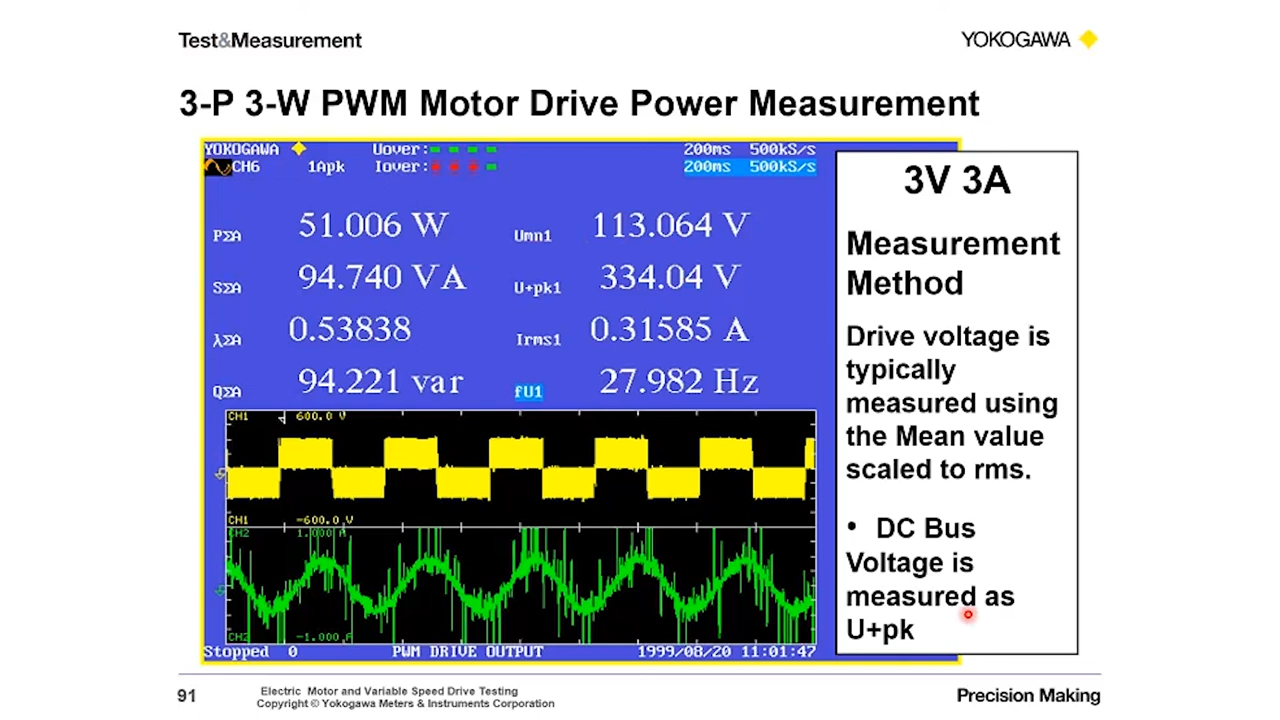 Test&Measurement
YOKOGAWA
3-P 3-W PWM Motor Drive Power Measurement
YOKOGAWA Uover: 200ms 500kS/s
CH6 1Apk Iover: 200ms 500kS/s
PΣA 51.006 W Umn1 113.064 V
SΣA 94.740 VA U+pk1 334.04 V
λΣA 0.53838 Irms1 0.31585 A
QΣA 94.221 var fU1 27.982 Hz
CH1 600.0 V
CH1 -600.0 V
CH2 1.000 A
CH2 -1.000 A
Stopped 0 PWM DRIVE OUTPUT 1999/08/20 11:01:47
3V 3A
Measurement
Method
Drive voltage is
typically
measured using
the Mean value
scaled to rms.
• DC Bus
Voltage is
measured as
U+pk
91
Electric Motor and Variable Speed Drive Testing
Copyright © Yokogawa Meters & Instruments Corporation
Precision Making